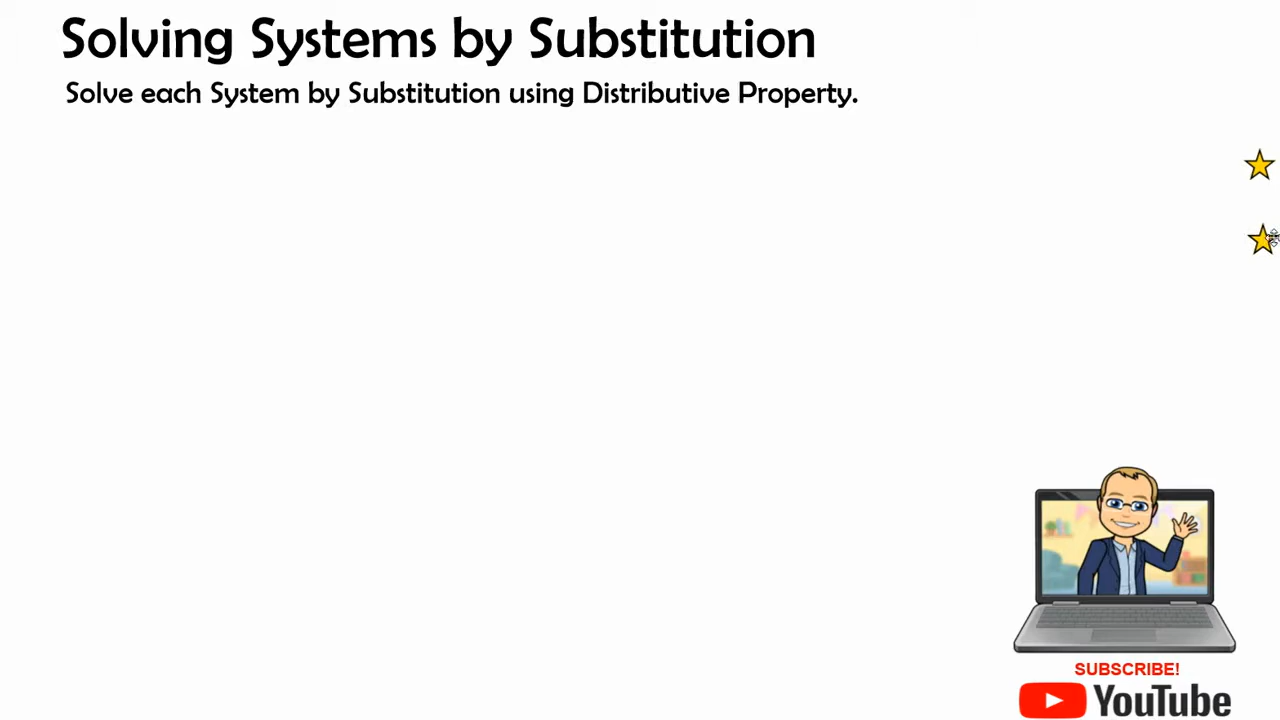 Solving Systems by Substitution
Solve each System by Substitution using Distributive Property.
SUBSCRIBE!
YouTube